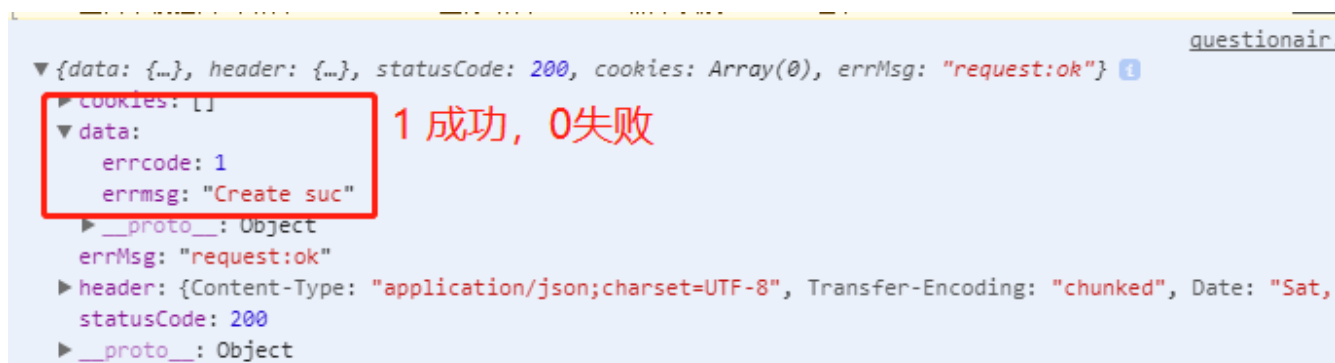 questionair
▼{data: {…}, header: {…}, statusCode: 200, cookies: Array(0), errMsg: "request:ok"} i
▶cookies: []
▼data:
1 成功，0失败
errcode: 1
errmsg: "Create suc"
▶__proto__: Object
errMsg: "request:ok"
▶header: {Content-Type: "application/json;charset=UTF-8", Transfer-Encoding: "chunked", Date: "Sat,
statusCode: 200
▶__proto__: Object